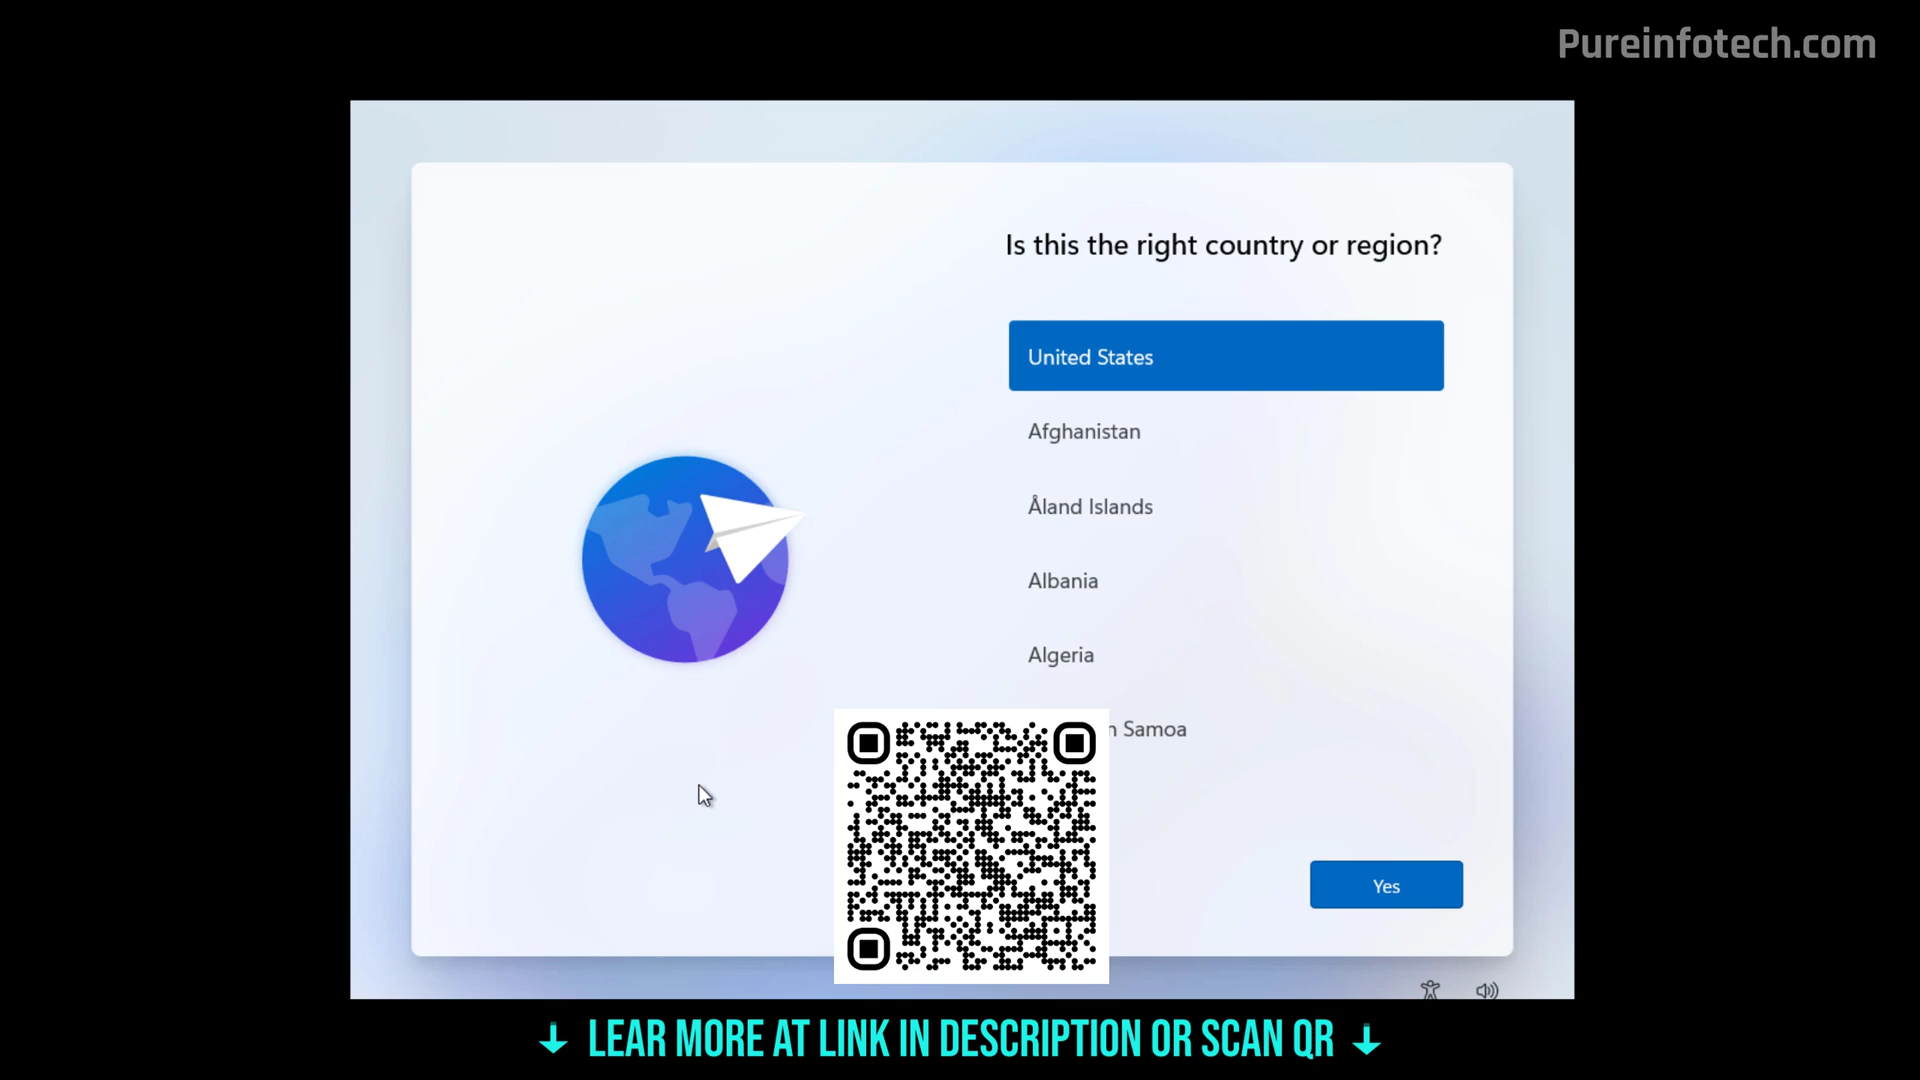 Pureinfotech.com
Is this the right country or region?
United States
Afghanistan
Åland Islands
Albania
Algeria
n Samoa
Yes
LEAR MORE AT LINK IN DESCRIPTION OR SCAN QR